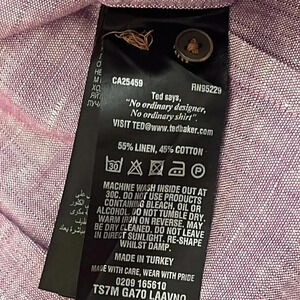 CA25459 RN95229
Ted says,
"No ordinary designer,
No ordinary shirt".
VISIT TED@www.tedbaker.com
55% LINEN, 45% COTTON
30
MACHINE WASH INSIDE OUT AT
30C. DO NOT USE PRODUCTS
CONTAINING BLEACH, OIL OR
ALCOHOL. DO NOT TUMBLE DRY.
WARM IRON ON REVERSE. MAY
BE DRY CLEANED. DO NOT LEAVE
IN DIRECT SUNLIGHT. RE-SHAPE
WHILST DAMP.
MADE IN TURKEY
MADE WITH CARE, WEAR WITH PRIDE
0209 165610
TS7M GA70 LAAVNO